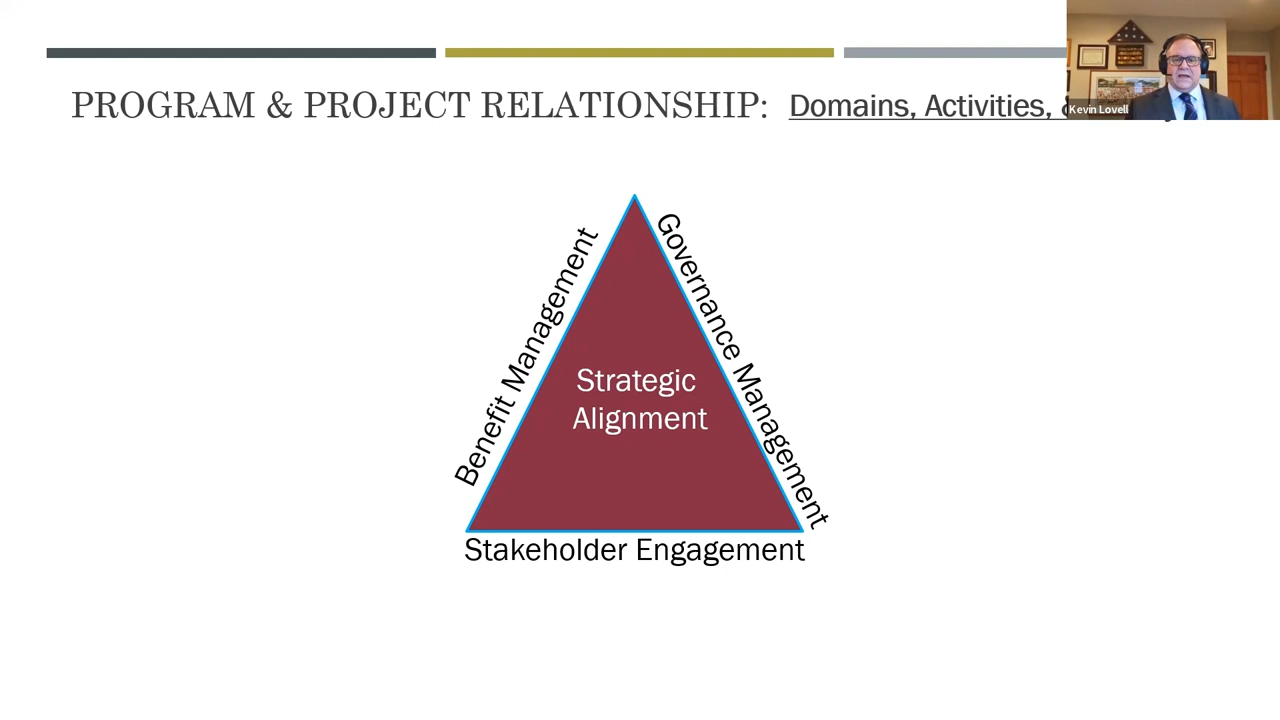 PROGRAM & PROJECT RELATIONSHIP: Domains, Activities,
Kevin Lovell
Benefit Management
Governance Management
Strategic
Alignment
Stakeholder Engagement